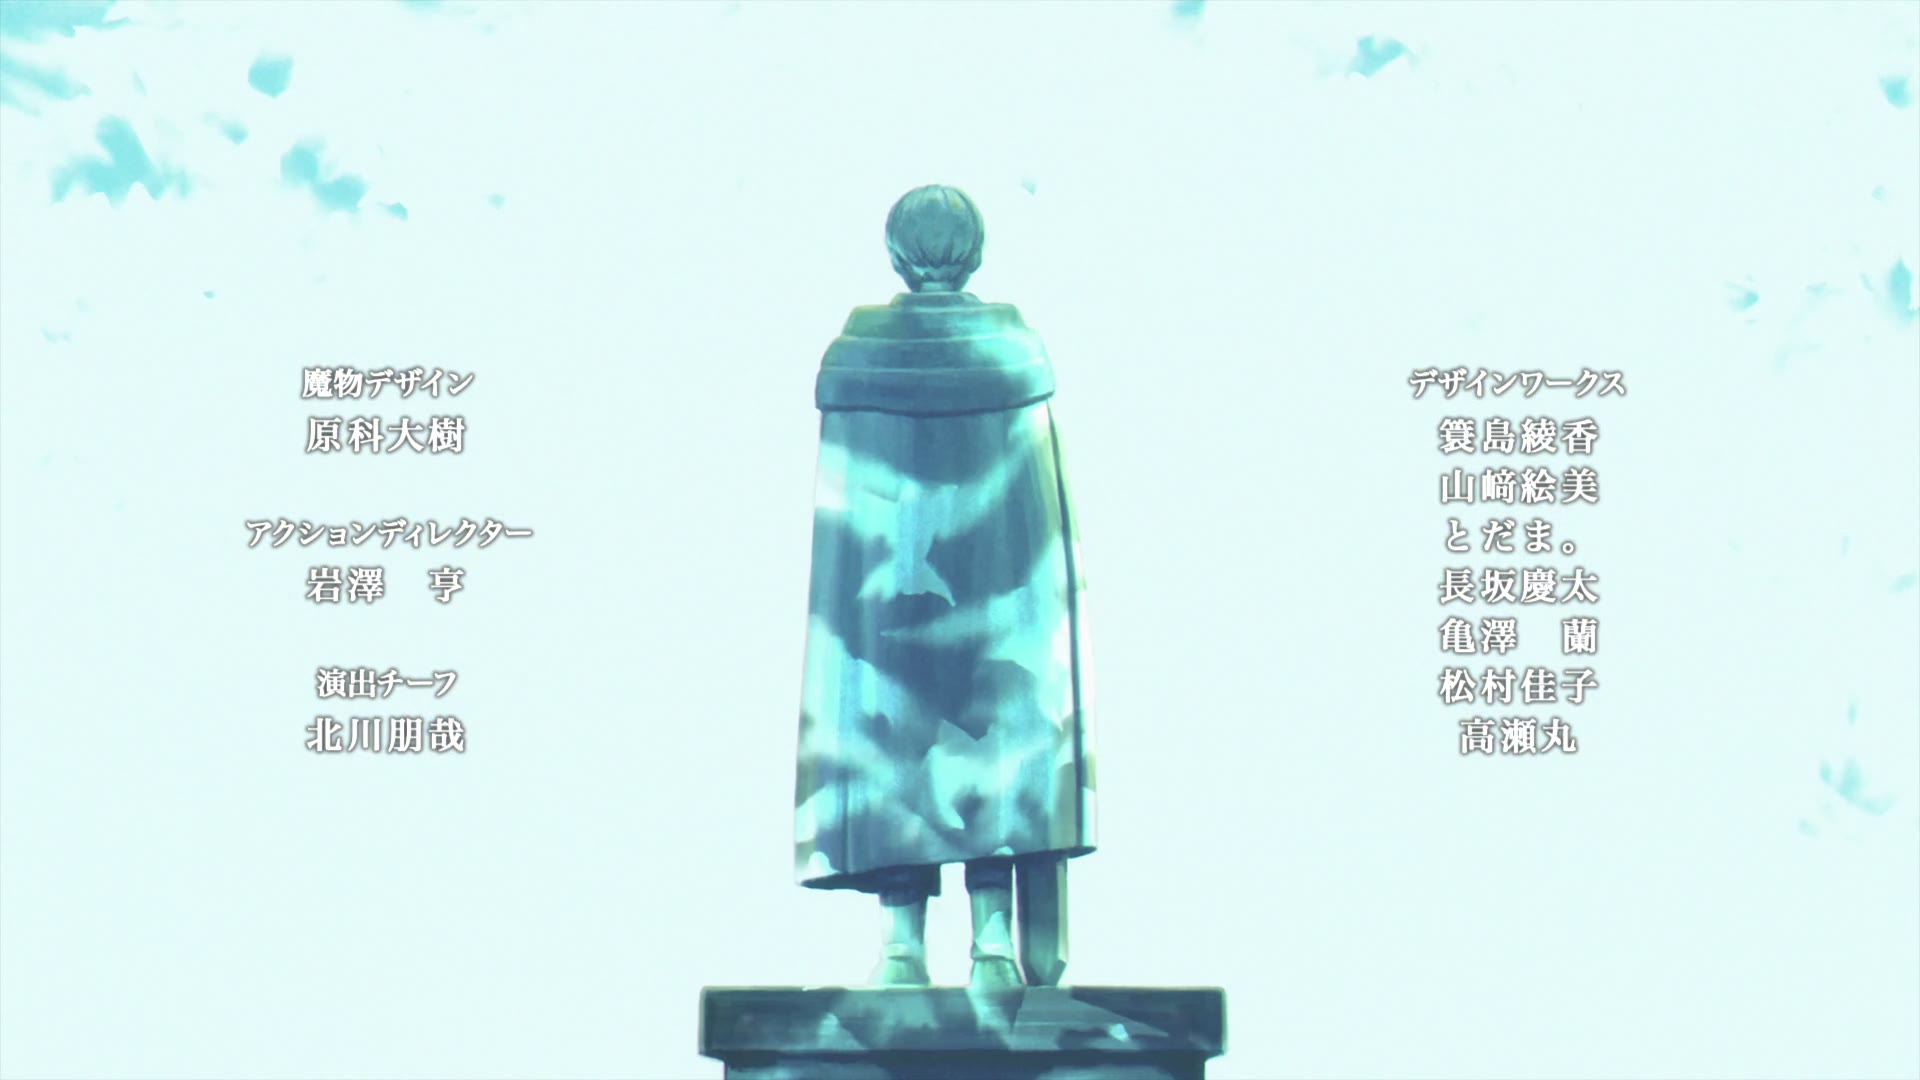 魔物デザイン
原科大樹
アクションディレクター
岩澤　亨
演出チーフ
北川朋哉
デザインワークス
簑島綾香
山﨑絵美
とだま。
長坂慶太
亀澤　蘭
松村佳子
高瀬丸